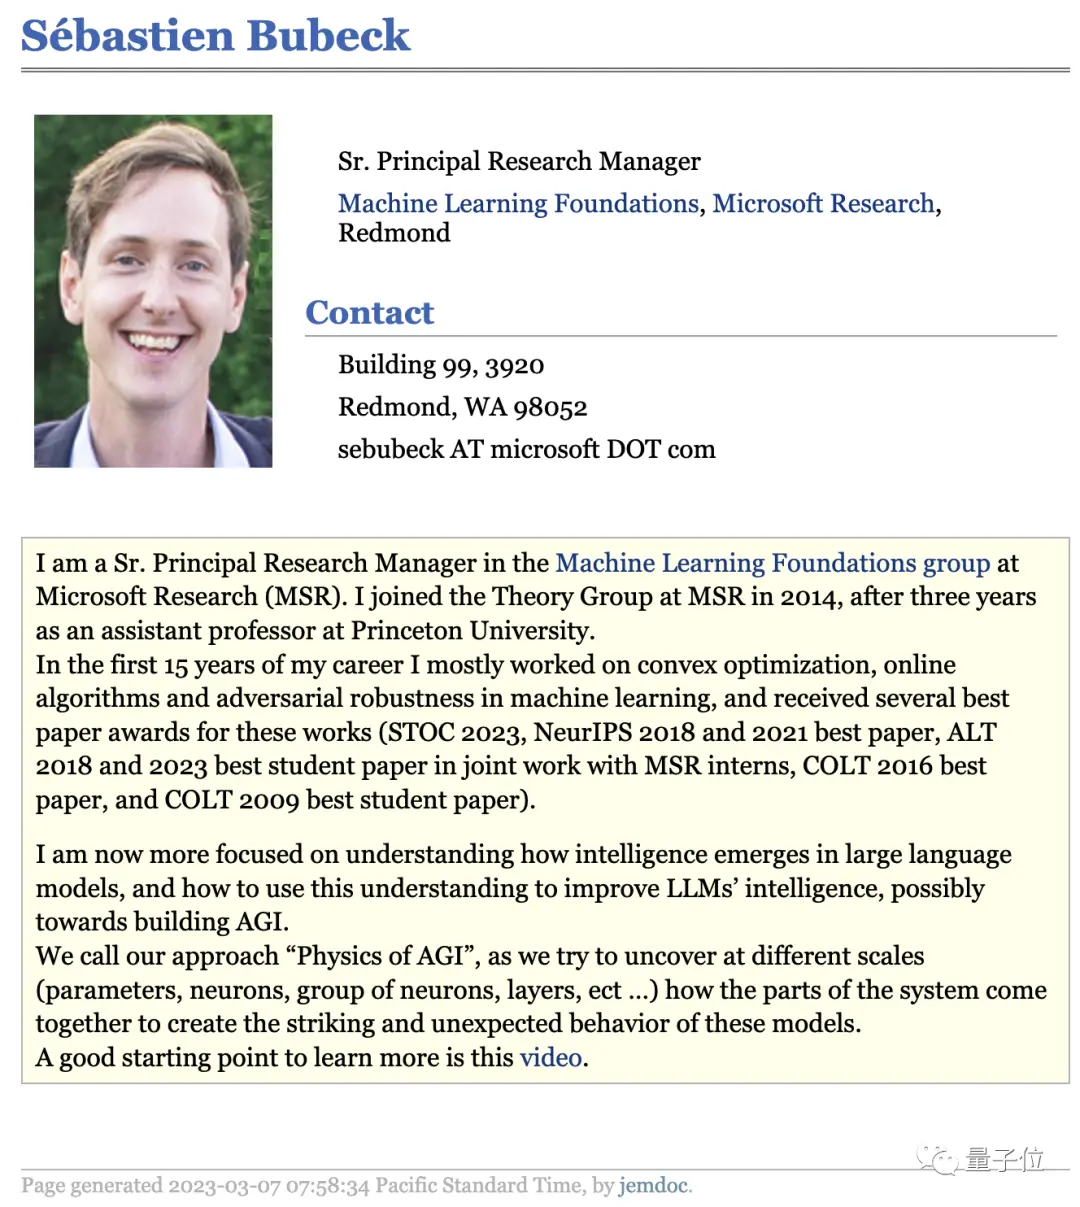 Sébastien Bubeck
Sr. Principal Research Manager
Machine Learning Foundations, Microsoft Research,
Redmond
Contact
Building 99, 3920
Redmond, WA 98052
sebubeck AT microsoft DOT com
I am a Sr. Principal Research Manager in the Machine Learning Foundations group at
Microsoft Research (MSR). I joined the Theory Group at MSR in 2014, after three years
as an assistant professor at Princeton University.
In the first 15 years of my career I mostly worked on convex optimization, online
algorithms and adversarial robustness in machine learning, and received several best
paper awards for these works (STOC 2023, NeurIPS 2018 and 2021 best paper, ALT
2018 and 2023 best student paper in joint work with MSR interns, COLT 2016 best
paper, and COLT 2009 best student paper).
I am now more focused on understanding how intelligence emerges in large language
models, and how to use this understanding to improve LLMs’ intelligence, possibly
towards building AGI.
We call our approach “Physics of AGI”, as we try to uncover at different scales
(parameters, neurons, group of neurons, layers, ect ...) how the parts of the system come
together to create the striking and unexpected behavior of these models.
A good starting point to learn more is this video.
量子位
Page generated 2023-03-07 07:58:34 Pacific Standard Time, by jemdoc.